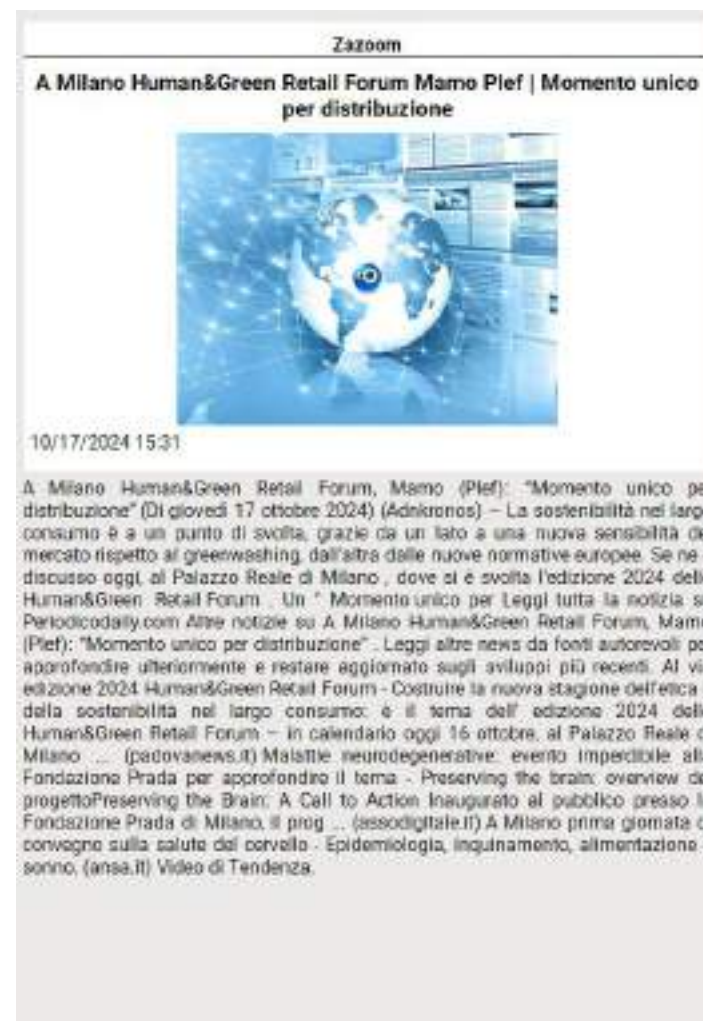 Zazoom
A Milano Human&Green Retail Forum Mamo Plef | Momento unico
per distribuzione
10/17/2024 15:31
A Milano Human&Green Retail Forum, Mamo (Plef): "Momento unico pe
distribuzione" (Di giovedì 17 ottobre 2024) (Adnkronos) – La sostenibilità nel largo
consumo è a un punto di svolta, grazie da un lato a una nuova sensibilità de
mercato rispetto al greenwashing, dall'altra dalle nuove normative europee. Se ne
discusso oggi, al Palazzo Reale di Milano , dove si è svolta l'edizione 2024 dell
Human&Green Retail Forum . Un " Momento unico per Leggi tutta la notizia s
Periodicodaily.com Altre notizie su A Milano Human&Green Retail Forum, Mamo
(Plef): "Momento unico per distribuzione" . Leggi altre news da fonti autorevoli pe
approfondire ulteriormente e restare aggiornato sugli sviluppi più recenti. Al vi
edizione 2024 Human&Green Retail Forum - Costruire la nuova stagione dell'etica
della sostenibilità nel largo consumo: è il tema dell' edizione 2024 dell
Human&Green Retail Forum – in calendario oggi 16 ottobre, al Palazzo Reale d
Milano ... (padovanews.it) Malattie neurodegenerative: evento imperdibile all
Fondazione Prada per approfondire il tema - Preserving the brain: overview de
progettoPreserving the Brain: A Call to Action Inaugurato al pubblico presso l
Fondazione Prada di Milano, il prog ... (assodigitale.it) A Milano prima giornata d
convegno sulla salute del cervello - Epidemiologia, inquinamento, alimentazione
sonno. (ansa.it) Video di Tendenza.